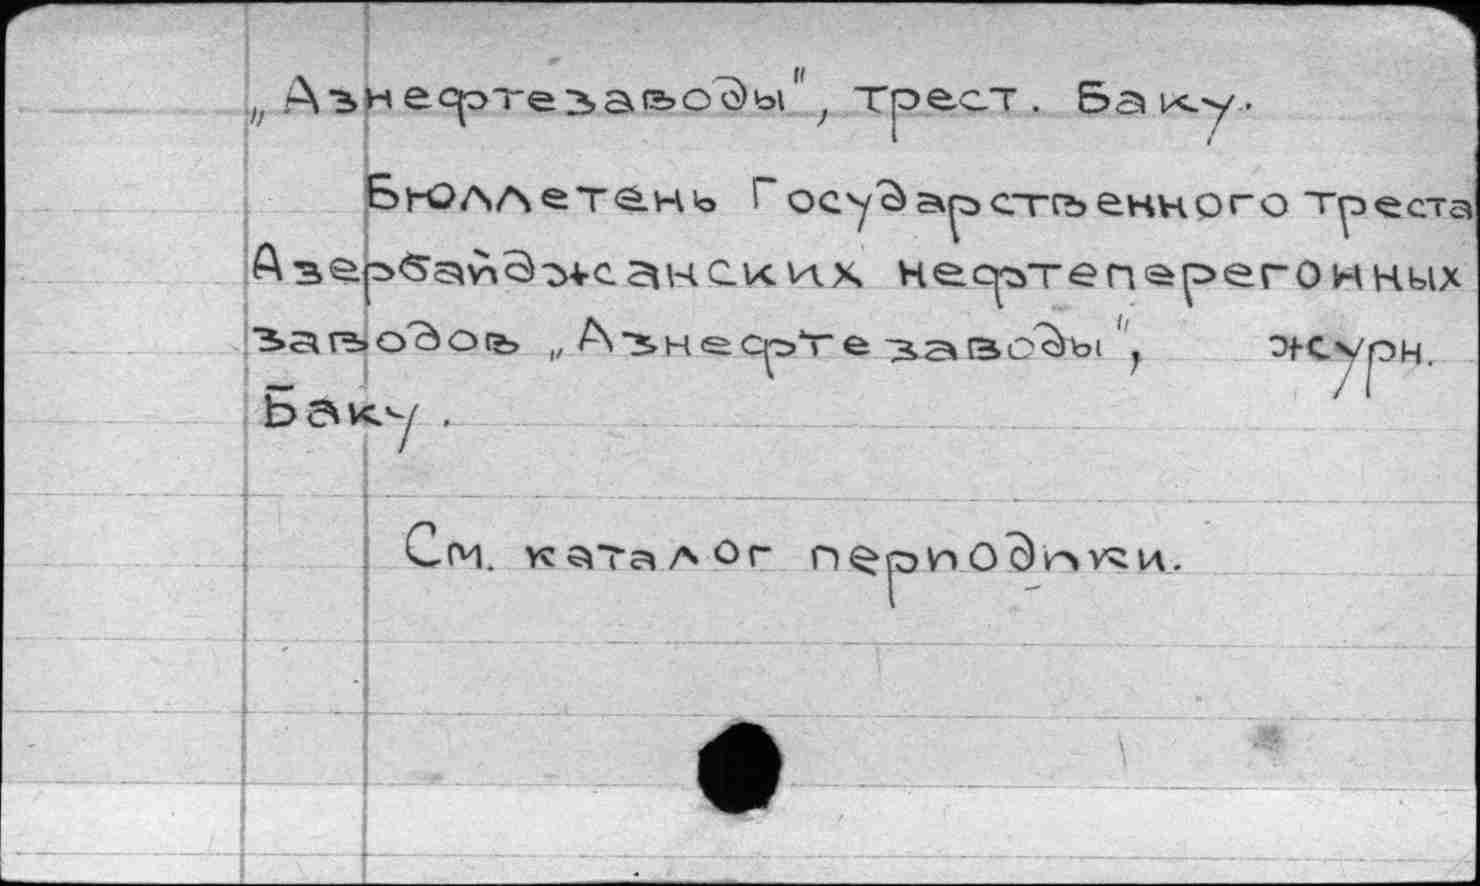 „Азнефтезаводы", трест. Баку.
Бюллетень Государственного треста
Азербайджанских нефтеперегонных
заводов „Азнефтезаводы", журн.
Баку.
См. каталог периодики.